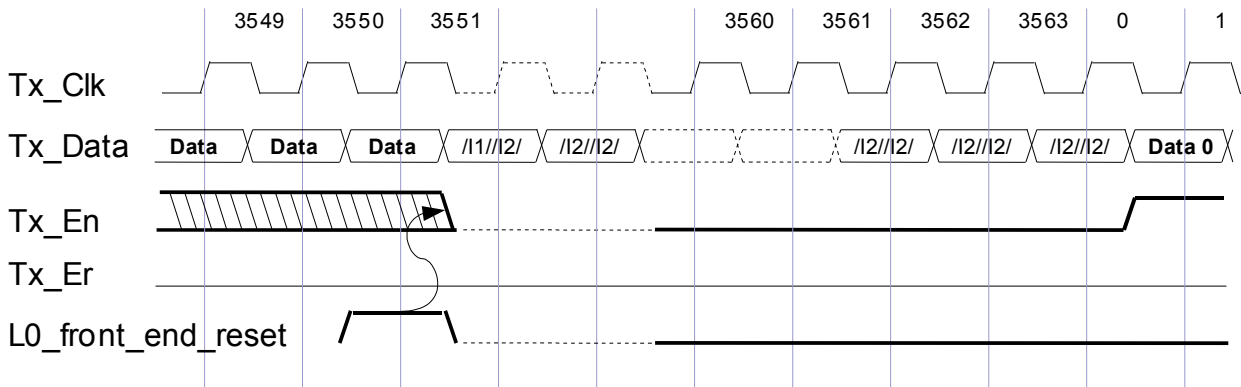 3549 3550 3551 3560 3561 3562 3563 0 1
Tx_Clk
Tx_Data Data Data Data /I1//I2/ /I2//I2/ /I2//I2/ /I2//I2/ /I2//I2/ Data 0
Tx_En
Tx_Er
L0_front_end_reset